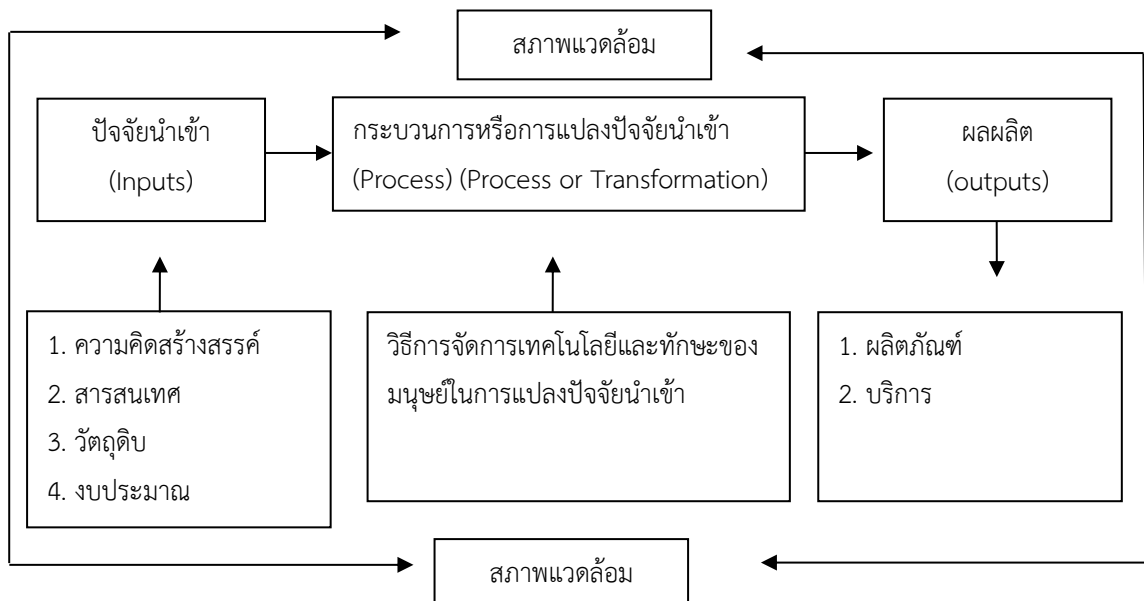 สภาพแวดล้อม
ปัจจัยนำเข้า
(Inputs)
กระบวนการหรือการแปลงปัจจัยนำเข้า
(Process) (Process or Transformation)
ผลผลิต
(outputs)
1. ความคิดสร้างสรรค์
2. สารสนเทศ
3. วัตถุดิบ
4. งบประมาณ
วิธีการจัดการเทคโนโลยีและทักษะของ
มนุษย์ในการแปลงปัจจัยนำเข้า
1. ผลิตภัณฑ์
2. บริการ
สภาพแวดล้อม